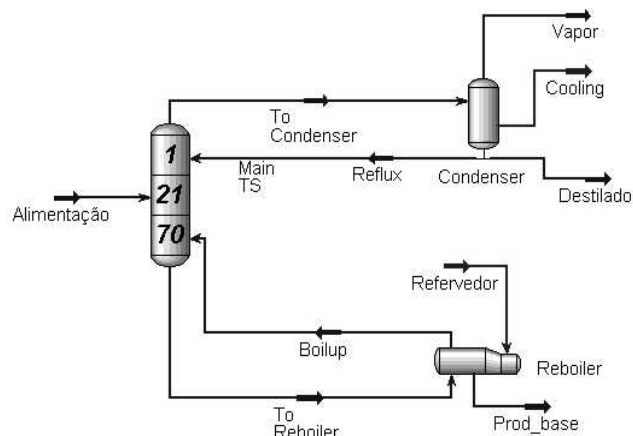 Vapor
Cooling
To
Condenser
1
Main
TS
Reflux
Condenser
Destilado
21
Alimentação
70
Refervedor
Boilup
Reboiler
To
Reboiler
Prod_base